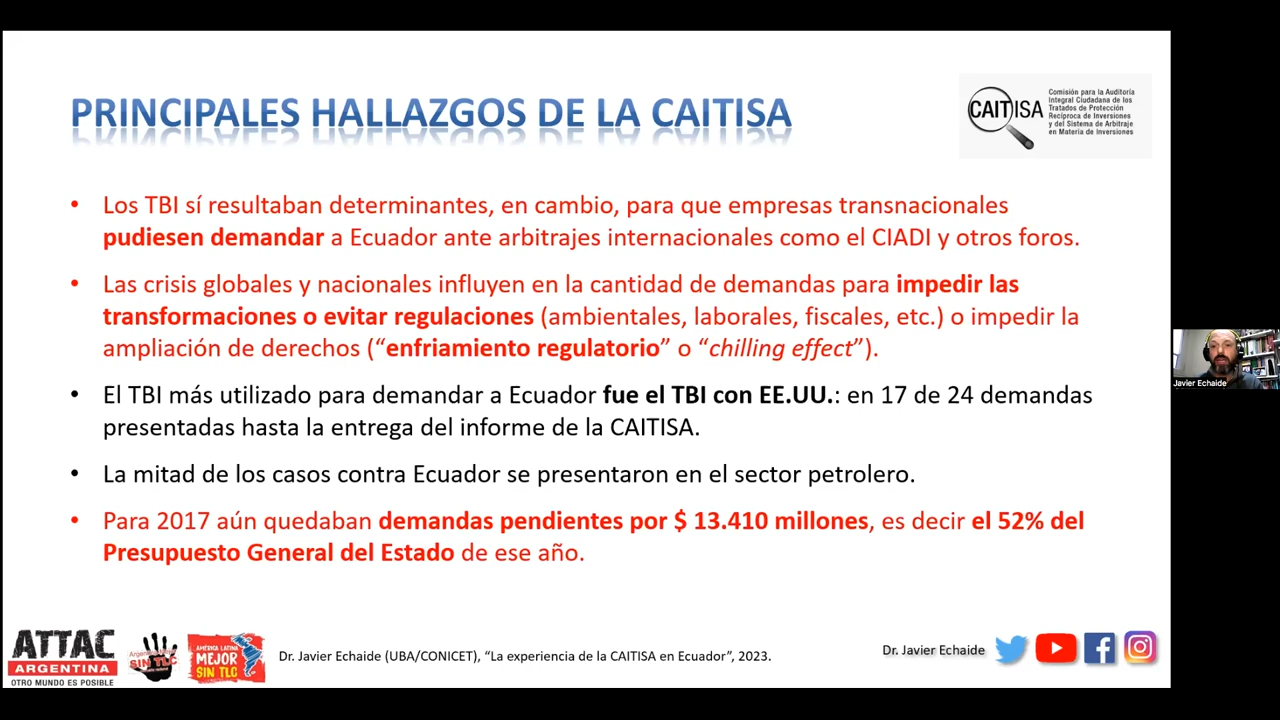 PRINCIPALES HALLAZGOS DE LA CAITISA
CAITISA
Comisión para la Auditoría
Integral Ciudadana de los
Tratados de Protección
Recíproca de Inversiones
y del Sistema de Arbitraje
en Materia de Inversiones
• Los TBI sí resultaban determinantes, en cambio, para que empresas transnacionales
pudiesen demandar a Ecuador ante arbitrajes internacionales como el CIADI y otros foros.
• Las crisis globales y nacionales influyen en la cantidad de demandas para impedir las
transformaciones o evitar regulaciones (ambientales, laborales, fiscales, etc.) o impedir la
ampliación de derechos (“enfriamiento regulatorio” o “chilling effect”).
• El TBI más utilizado para demandar a Ecuador fue el TBI con EE.UU.: en 17 de 24 demandas
presentadas hasta la entrega del informe de la CAITISA.
• La mitad de los casos contra Ecuador se presentaron en el sector petrolero.
• Para 2017 aún quedaban demandas pendientes por $ 13.410 millones, es decir el 52% del
Presupuesto General del Estado de ese año.
Javier Echaide
ATTAC
ARGENTINA
OTRO MUNDO ES POSIBLE
SIN TLC
AMÉRICA LATINA
MEJOR
SIN TLC
Dr. Javier Echaide (UBA/CONICET), “La experiencia de la CAITISA en Ecuador”, 2023.
Dr. Javier Echaide